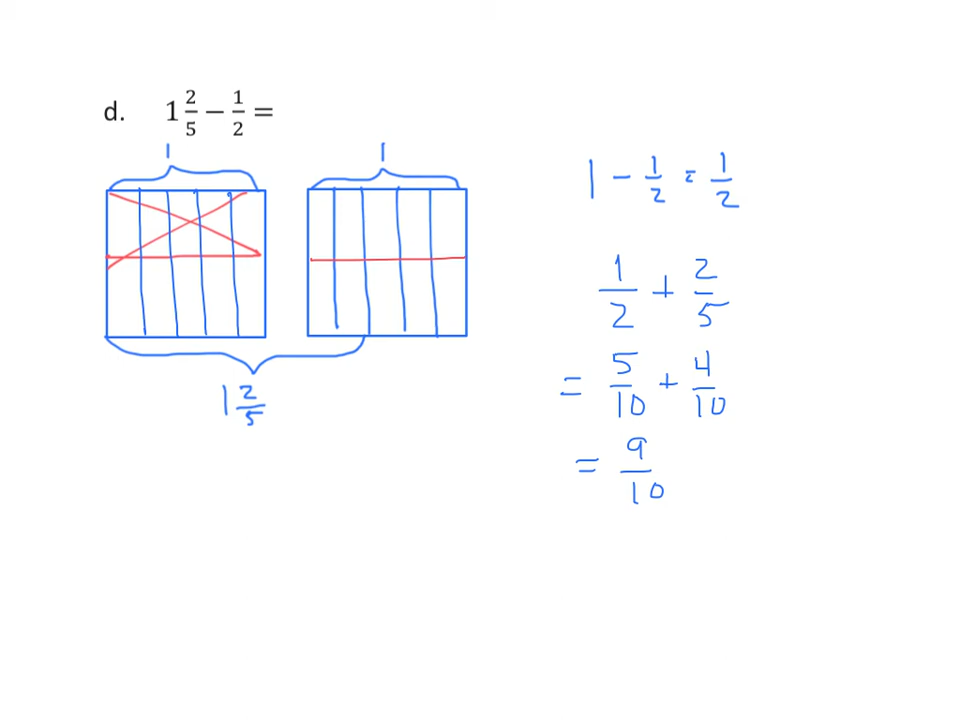 d. 1 2/5 − 1/2 =
1
1
1 2/5
1 - 1/2 = 1/2
1/2 + 2/5
= 5/10 + 4/10
= 9/10